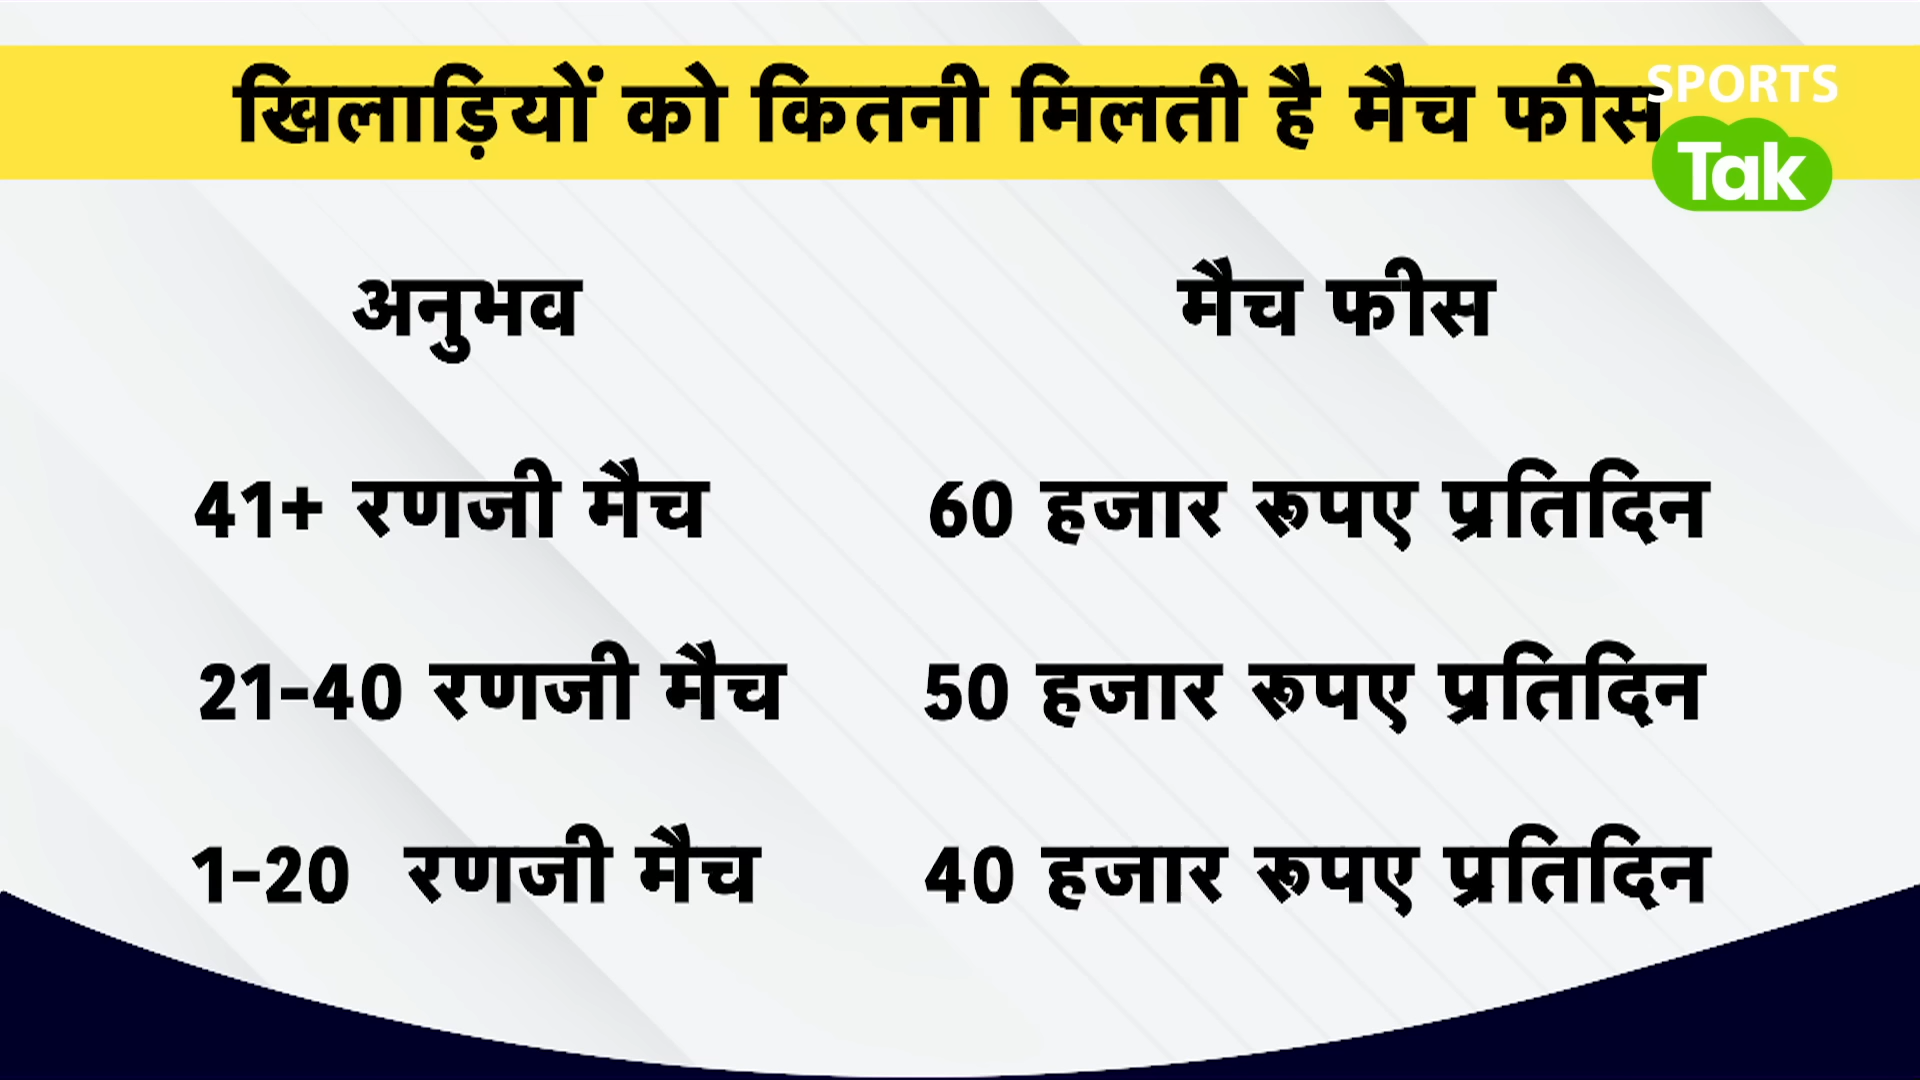 खिलाड़ियों को कितनी मिलती है मैच फीस
SPORTS
Tak
अनुभव मैच फीस
41+ रणजी मैच 60 हजार रूपए प्रतिदिन
21-40 रणजी मैच 50 हजार रूपए प्रतिदिन
1-20 रणजी मैच 40 हजार रूपए प्रतिदिन